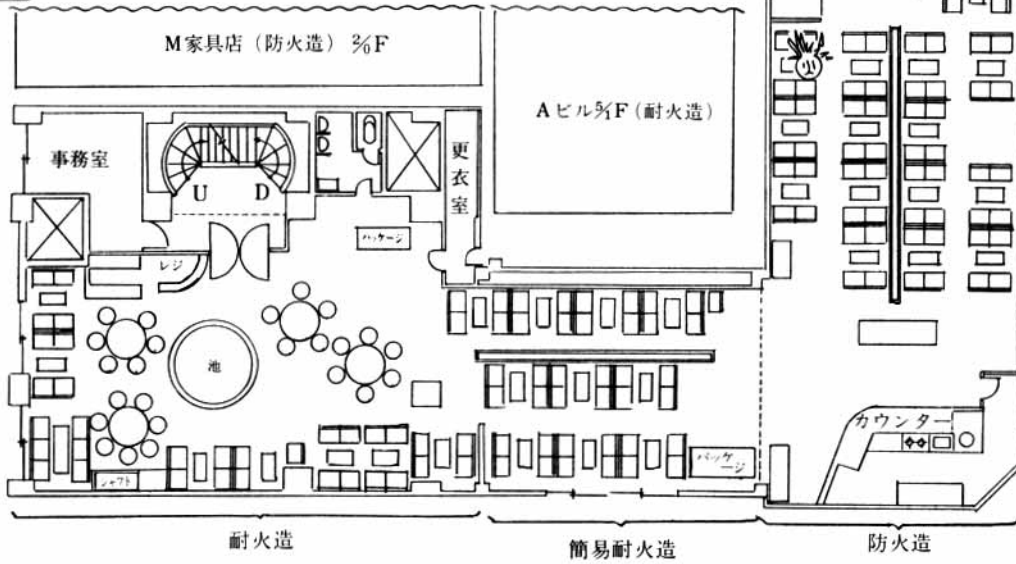 M家具店(防火造) 2/0F
Aビル5/1F(耐火造)
事務室
U
D
更衣室
パッケージ
レジ
池
カウンター
パッケージ
シャフト
耐火造
簡易耐火造
防火造